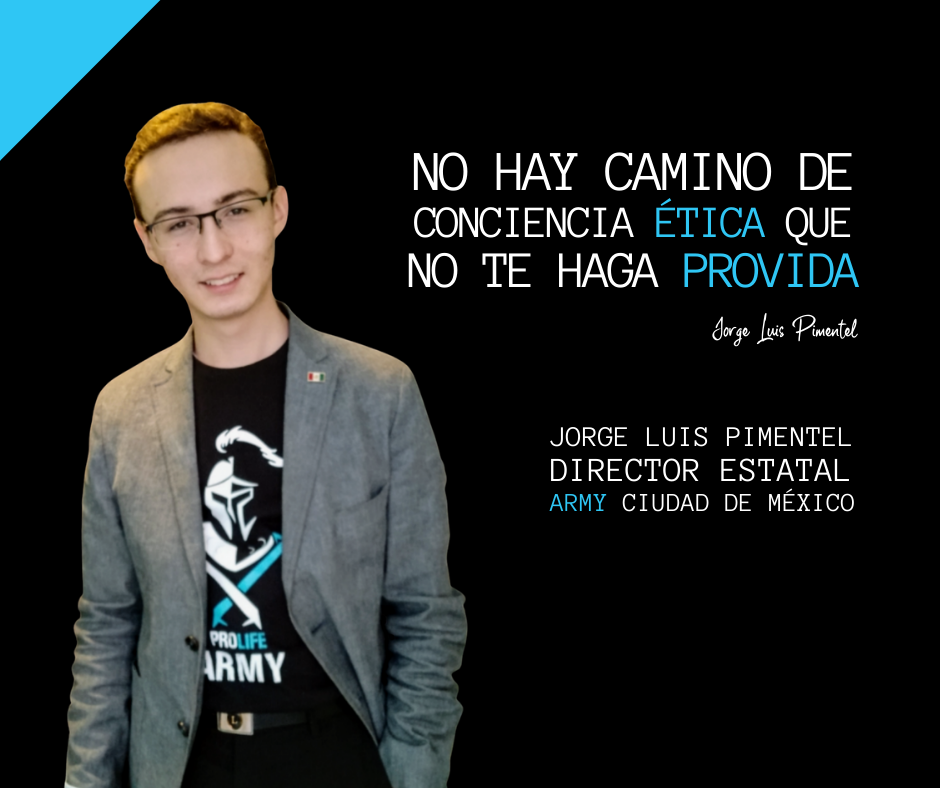 NO HAY CAMINO DE
CONCIENCIA ÉTICA QUE
NO TE HAGA PROVIDA
Jorge Luis Pimentel
JORGE LUIS PIMENTEL
DIRECTOR ESTATAL
ARMY CIUDAD DE MÉXICO
PROLIFE
ARMY